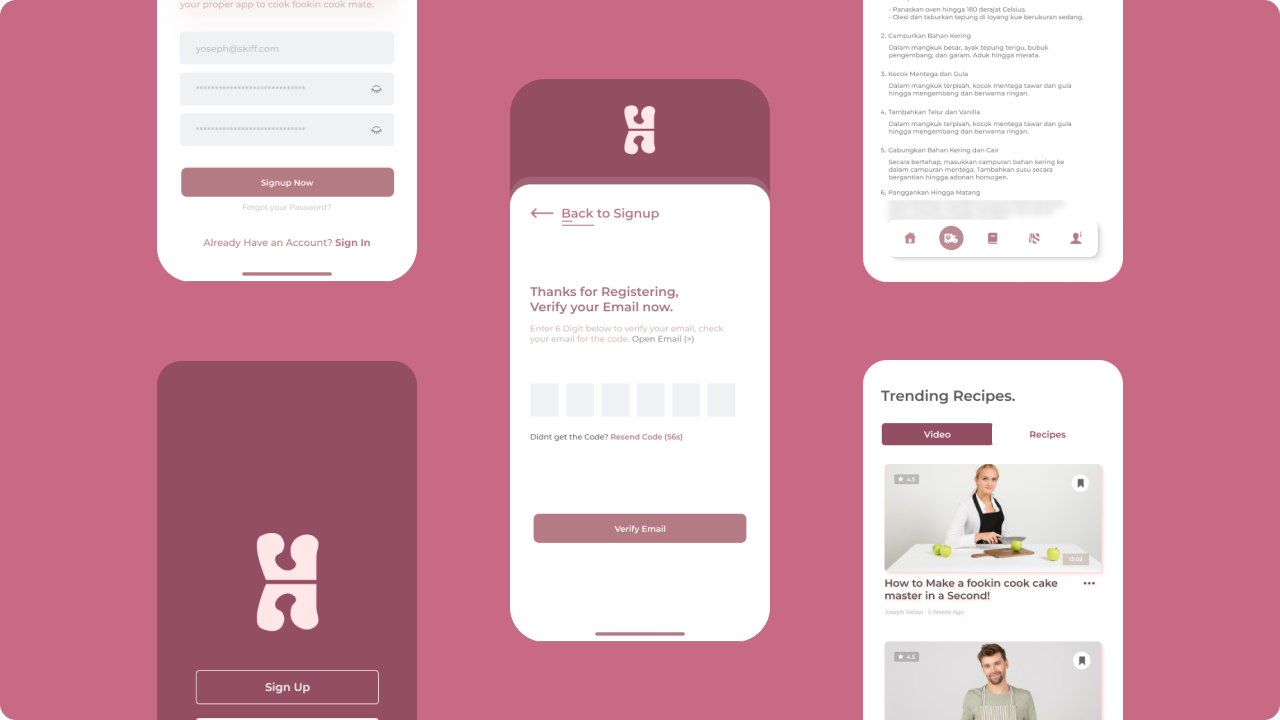 your proper app to cook fookin cook mate.
yoseph@skiff.com
******************************
******************************
Signup Now
Forgot your Password?
Already Have an Account? Sign In
Sign Up
Back to Signup
Thanks for Registering,
Verify your Email now.
Enter 6 Digit below to verify your email, check
your email for the code. Open Email (>)
Didnt get the Code? Resend Code (56s)
Verify Email
- Panaskan oven hingga 180 derajat Celsius.
- Olesi dan taburkan tepung di loyang kue berukuran sedang.
2. Campurkan Bahan Kering
Dalam mangkuk besar, ayak tepung terigu, bubuk
pengembang, dan garam. Aduk hingga merata.
3. Kocok Mentega dan Gula
Dalam mangkuk terpisah, kocok mentega tawar dan gula
hingga mengembang dan berwarna ringan.
4. Tambahkan Telur dan Vanilla
Dalam mangkuk terpisah, kocok mentega tawar dan gula
hingga mengembang dan berwarna ringan.
5. Gabungkan Bahan Kering dan Cair
Secara bertahap, masukkan campuran bahan kering ke
dalam campuran mentega. Tambahkan susu secara
bergantian hingga adonan homogen.
6. Panggankan Hingga Matang
Trending Recipes.
Video
Recipes
4.5
13:02
How to Make a fookin cook cake
master in a Second!
Joseph Rafael - 5 Weeks Ago
4.5